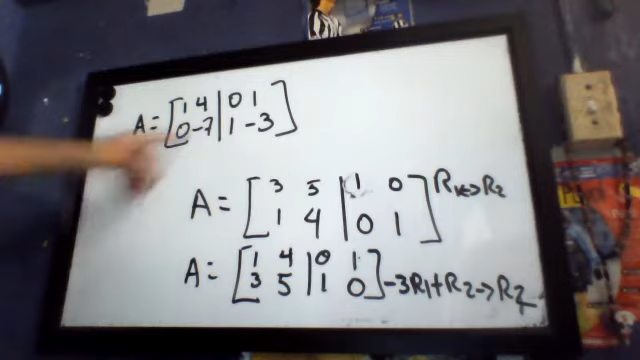 A = [ 1 4 | 0 1
0 -7 | 1 -3 ]
A = [ 3 5 | 1 0
1 4 | 0 1 ] R1↔R2
A = [ 1 4 | 0 1
3 5 | 1 0 ] -3R1+R2→R2